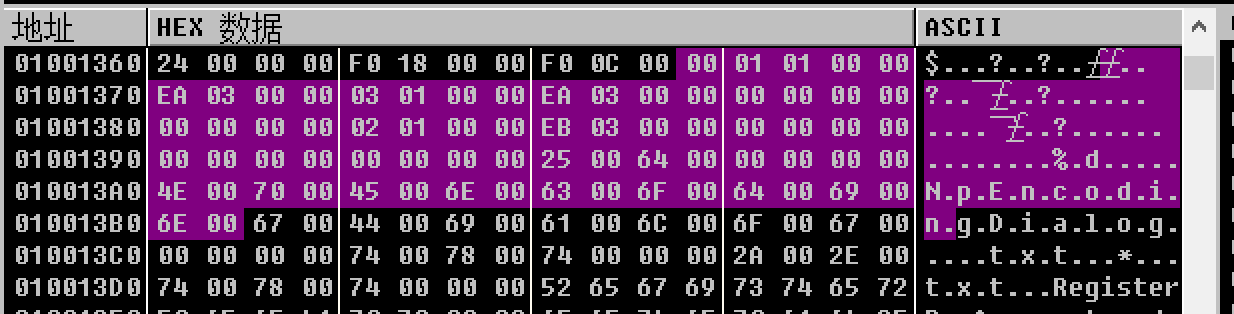 地址 HEX 数据 ASCII
01001360 24 00 00 00 F0 18 00 00 F0 0C 00 00 01 01 00 00 $...?..?..ƒƒ..
01001370 EA 03 00 00 03 01 00 00 EA 03 00 00 00 00 00 00 ?.. ƒ..?......
01001380 00 00 00 00 02 01 00 00 EB 03 00 00 00 00 00 00 .... ƒ..?......
01001390 00 00 00 00 00 00 00 00 25 00 64 00 00 00 00 00 ........%.d.....
010013A0 4E 00 70 00 45 00 6E 00 63 00 6F 00 64 00 69 00 N.p.E.n.c.o.d.i.
010013B0 6E 00 67 00 44 00 69 00 61 00 6C 00 6F 00 67 00 n.g.D.i.a.l.o.g.
010013C0 00 00 00 00 74 00 78 00 74 00 00 00 2A 00 2E 00 ....t.x.t...*...
010013D0 74 00 78 00 74 00 00 00 52 65 67 69 73 74 65 72 t.x.t...Register